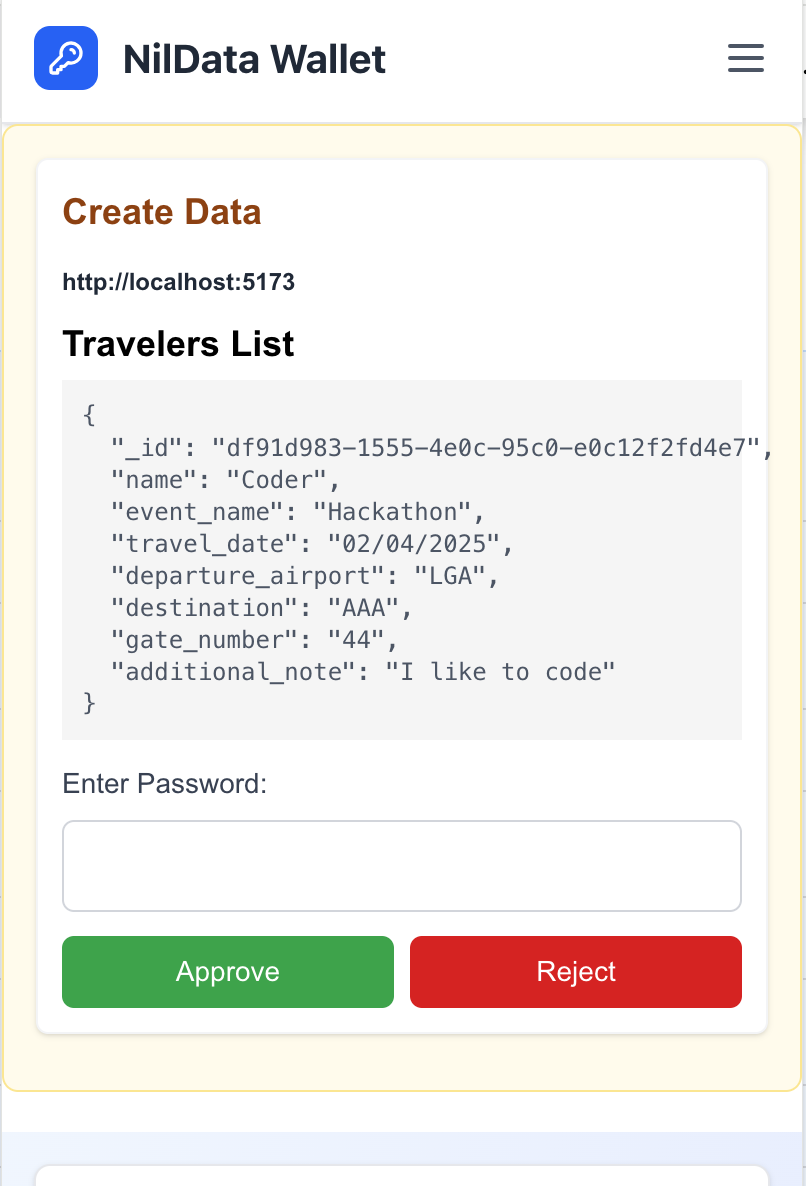 NilData Wallet
Create Data
http://localhost:5173
Travelers List
{
  "_id": "df91d983-1555-4e0c-95c0-e0c12f2fd4e7",
  "name": "Coder",
  "event_name": "Hackathon",
  "travel_date": "02/04/2025",
  "departure_airport": "LGA",
  "destination": "AAA",
  "gate_number": "44",
  "additional_note": "I like to code"
}
Enter Password:
Approve Reject